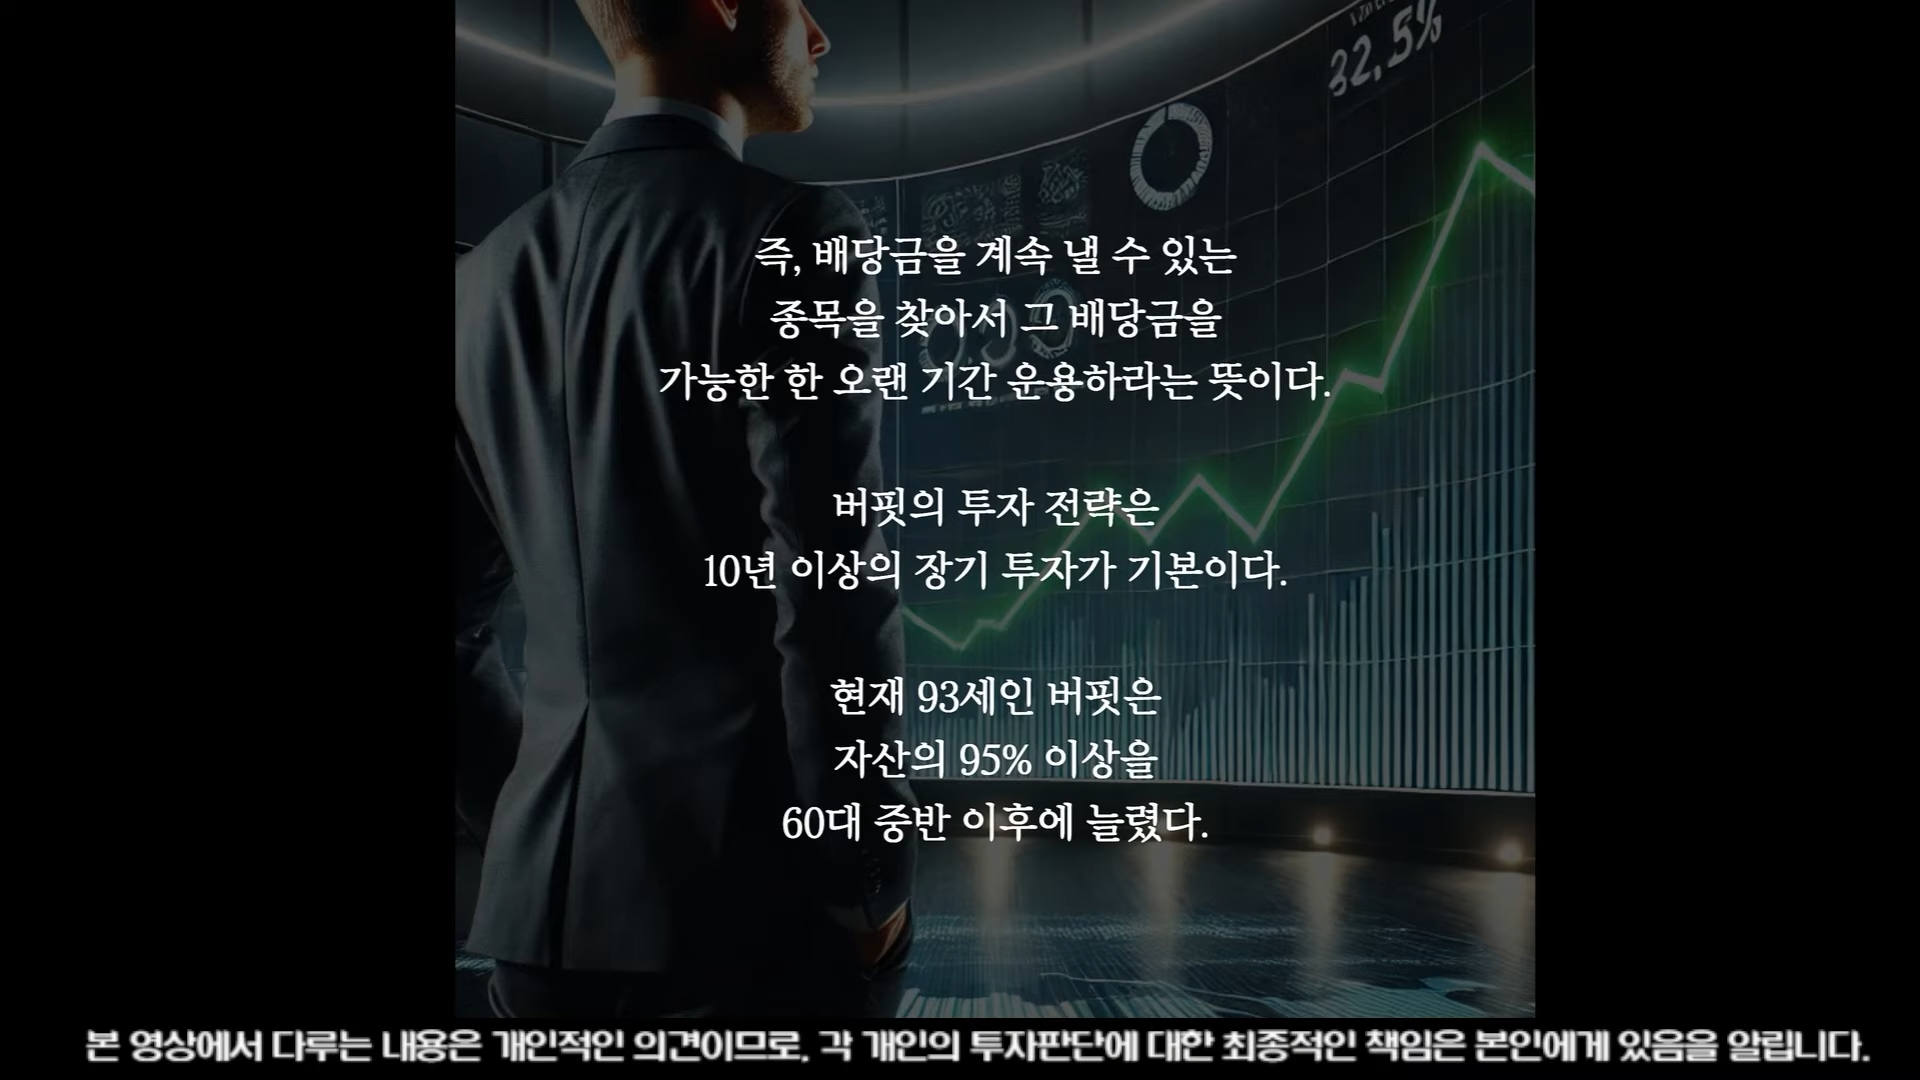 32,5%
즉, 배당금을 계속 낼 수 있는
종목을 찾아서 그 배당금을
가능한 한 오랜 기간 운용하라는 뜻이다.
버핏의 투자 전략은
10년 이상의 장기 투자가 기본이다.
현재 93세인 버핏은
자산의 95% 이상을
60대 중반 이후에 늘렸다.
본 영상에서 다루는 내용은 개인적인 의견이므로, 각 개인의 투자판단에 대한 최종적인 책임은 본인에게 있음을 알립니다.